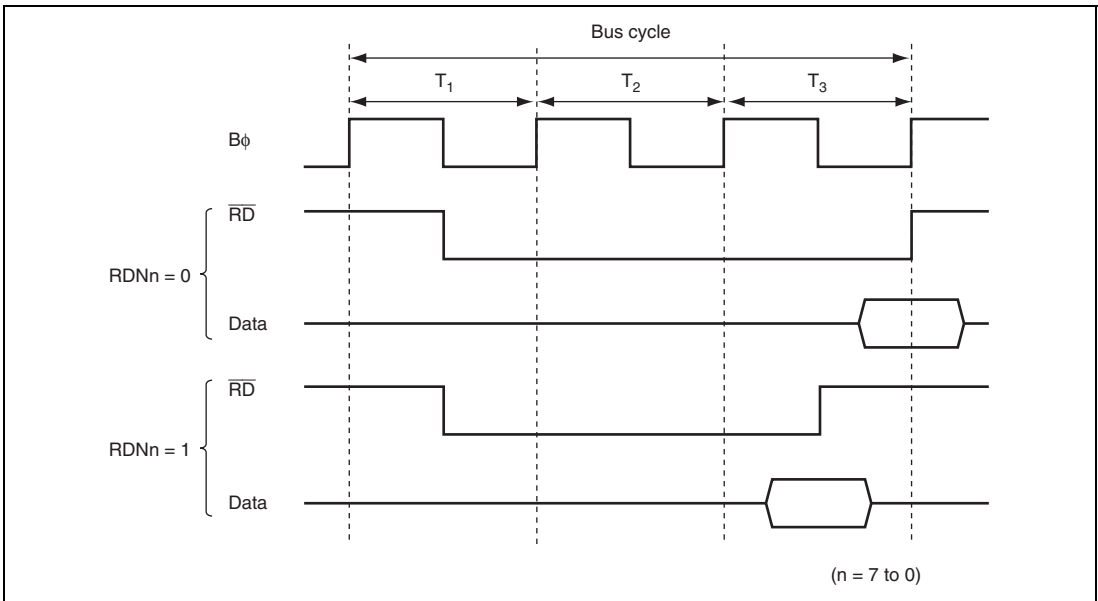 Bus cycle
T1 T2 T3
Bφ
RD
RDNn = 0
Data
RD
RDNn = 1
Data
(n = 7 to 0)